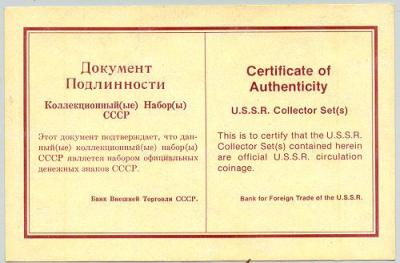 Документ
Подлинности
Коллекционный(ые) Набор(ы)
СССР
Этот документ подтверждает, что дан-
ный(ые) коллекционный(ые) набор(ы)
СССР является набором официальных
денежных знаков СССР.
Банк Внешней Торговли СССР.
Certificate of
Authenticity
U.S.S.R. Collector Set(s)
This is to certify that the U.S.S.R.
Collector Set(s) contained herein
are official U.S.S.R. circulation
coinage.
Bank for Foreign Trade of the U.S.S.R.